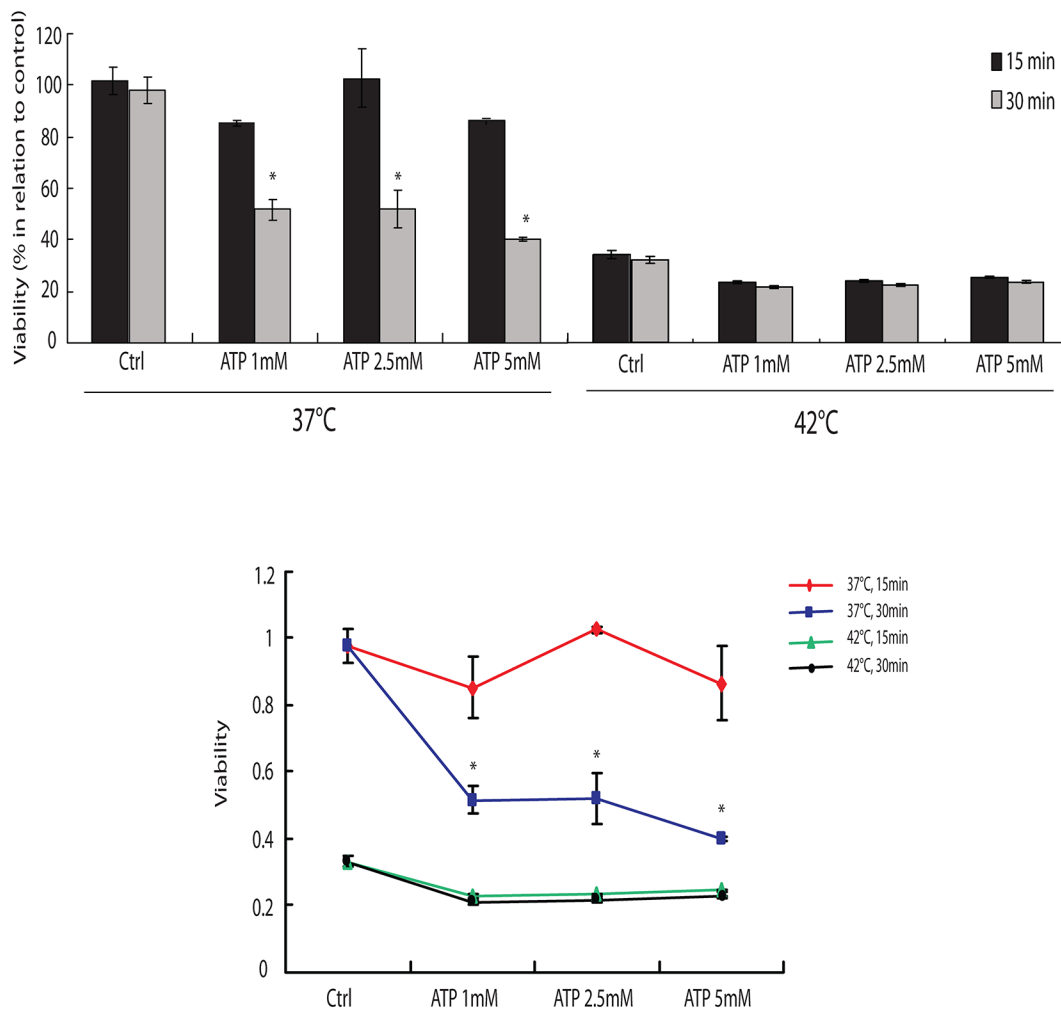 Viability (% in relation to control)
120
100
80
60
40
20
0
15 min
30 min
*
*
*
Ctrl
ATP 1mM
ATP 2.5mM
ATP 5mM
Ctrl
ATP 1mM
ATP 2.5mM
ATP 5mM
37°C
42°C
Viability
1.2
1
0.8
0.6
0.4
0.2
0
37°C, 15min
37°C, 30min
42°C, 15min
42°C, 30min
*
*
*
Ctrl
ATP 1mM
ATP 2.5mM
ATP 5mM